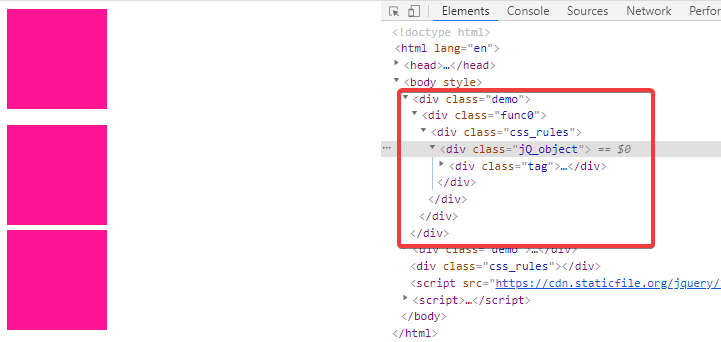 Elements Console Sources Network Perfor
<!doctype html>
<html lang="en">
<head>…</head>
<body style>
<div class="demo">
<div class="func0">
<div class="css_rules">
<div class="jQ_object"> == $0
<div class="tag">…</div>
</div>
</div>
</div>
</div>
<div class="demo">…</div>
<div class="css_rules"></div>
<script src="https://cdn.staticfile.org/jquery/
<script>…</script>
</body>
</html>